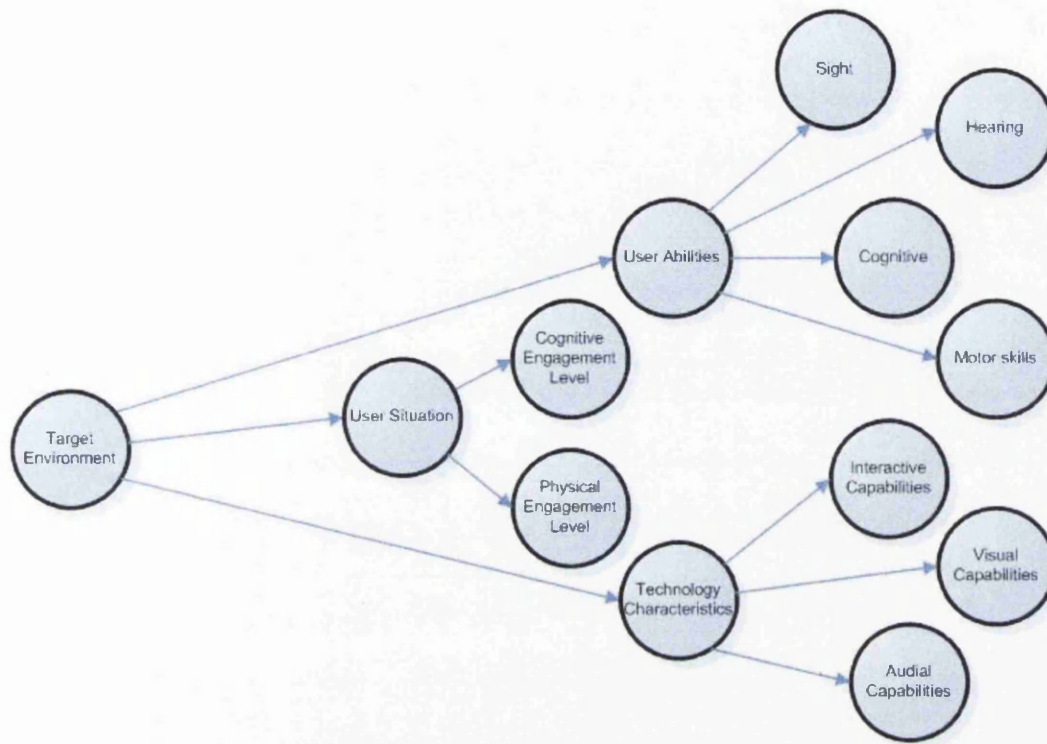 Sight
Hearing
User Abilities
Cognitive
Cognitive
Engagement
Level
Motor skills
User Situation
Target
Environment
Interactive
Capabilities
Physical
Engagement
Level
Visual
Capabilities
Technology
Characteristics
Audial
Capabilities